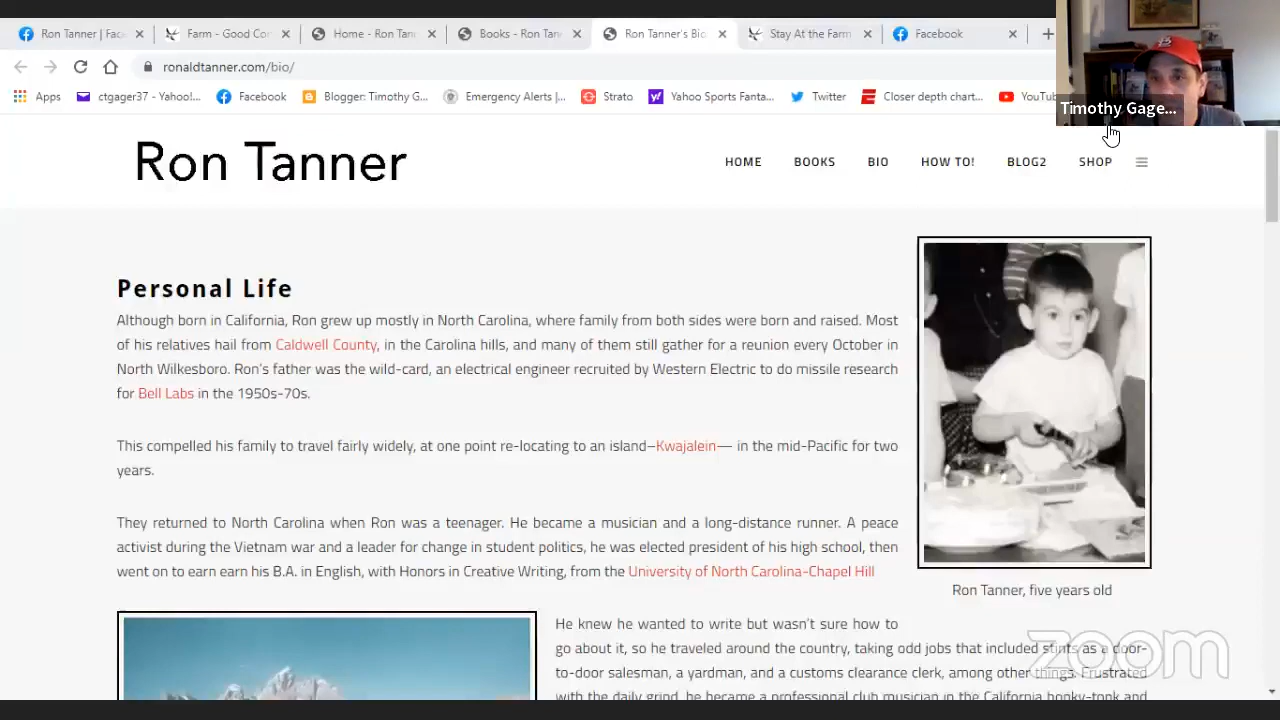 Ron Tanner | Fac
Farm - Good Cor
Home - Ron Tan
Books - Ron Tan
Ron Tanner's Bio
Stay At the Farm
Facebook
ronaldtanner.com/bio/
Apps
ctgager37 - Yahoo!...
Facebook
Blogger: Timothy G...
Emergency Alerts |...
Strato
Yahoo Sports Fanta...
Twitter
Closer depth chart...
YouTu
Timothy Gage...
Ron Tanner
HOME
BOOKS
BIO
HOW TO!
BLOG2
SHOP
Personal Life
Although born in California, Ron grew up mostly in North Carolina, where family from both sides were born and raised. Most
of his relatives hail from Caldwell County, in the Carolina hills, and many of them still gather for a reunion every October in
North Wilkesboro. Ron's father was the wild-card, an electrical engineer recruited by Western Electric to do missile research
for Bell Labs in the 1950s-70s.
This compelled his family to travel fairly widely, at one point re-locating to an island–Kwajalein— in the mid-Pacific for two
years.
They returned to North Carolina when Ron was a teenager. He became a musician and a long-distance runner. A peace
activist during the Vietnam war and a leader for change in student politics, he was elected president of his high school, then
went on to earn earn his B.A. in English, with Honors in Creative Writing, from the University of North Carolina-Chapel Hill
Ron Tanner, five years old
He knew he wanted to write but wasn't sure how to
go about it, so he traveled around the country, taking odd jobs that included stints as a door-
to-door salesman, a yardman, and a customs clearance clerk, among other things. Frustrated
with the daily grind, he became a professional club musician in the California honky-tonk and
zoom